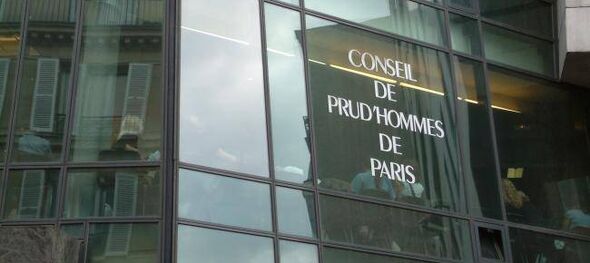 CONSEIL
DE
PRUD'HOMMES
DE
PARIS